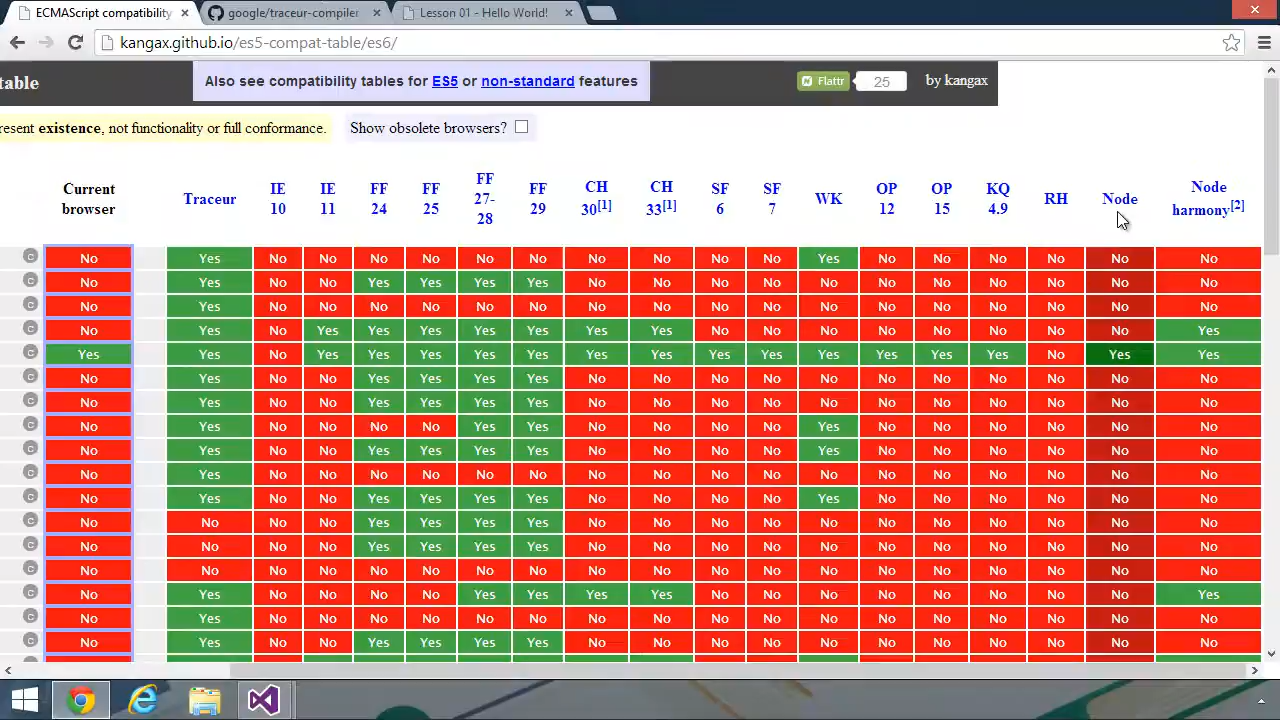 ECMAScript compatibility
google/traceur-compiler
Lesson 01 - Hello World!
kangax.github.io/es5-compat-table/es6/
table
Also see compatibility tables for ES5 or non-standard features
Flattr
25
by kangax
present existence, not functionality or full conformance.
Show obsolete browsers?
Current browser Traceur IE 10 IE 11 FF 24 FF 25 FF 27-28 FF 29 CH 30[1] CH 33[1] SF 6 SF 7 WK OP 12 OP 15 KQ 4.9 RH Node Node harmony[2]
C No Yes No No No No No No No No No No Yes No No No No No No
C No Yes No No Yes Yes Yes Yes No No No No No No No No No No No
C No Yes No No No No No No No No No No No No No No No No No
C No Yes No Yes Yes Yes Yes Yes Yes Yes No No No No No No No No Yes
C Yes Yes No Yes Yes Yes Yes Yes Yes Yes Yes Yes Yes Yes Yes Yes No Yes Yes
C No Yes No No Yes Yes Yes Yes No No No No No No No No No No No
C No Yes No No Yes Yes Yes Yes No No No No No No No No No No No
C No Yes No No No No Yes Yes No No No No Yes No No No No No No
C No Yes No No Yes Yes Yes Yes No No No No Yes No No No No No No
C No Yes No No No No No No No No No No No No No No No No No
C No Yes No No Yes Yes Yes Yes No No No No Yes No No No No No No
C No No No No Yes Yes Yes Yes No No No No No No No No No No No
C No No No No Yes Yes Yes Yes No No No No No No No No No No No
C No No No No No No No No No No No No No No No No No No No
C No Yes No No No No Yes Yes Yes Yes No No No No No No No No Yes
C No Yes No No No No No No No No No No No No No No No No No
C No Yes No No Yes Yes Yes Yes No No No No No No No No No No No